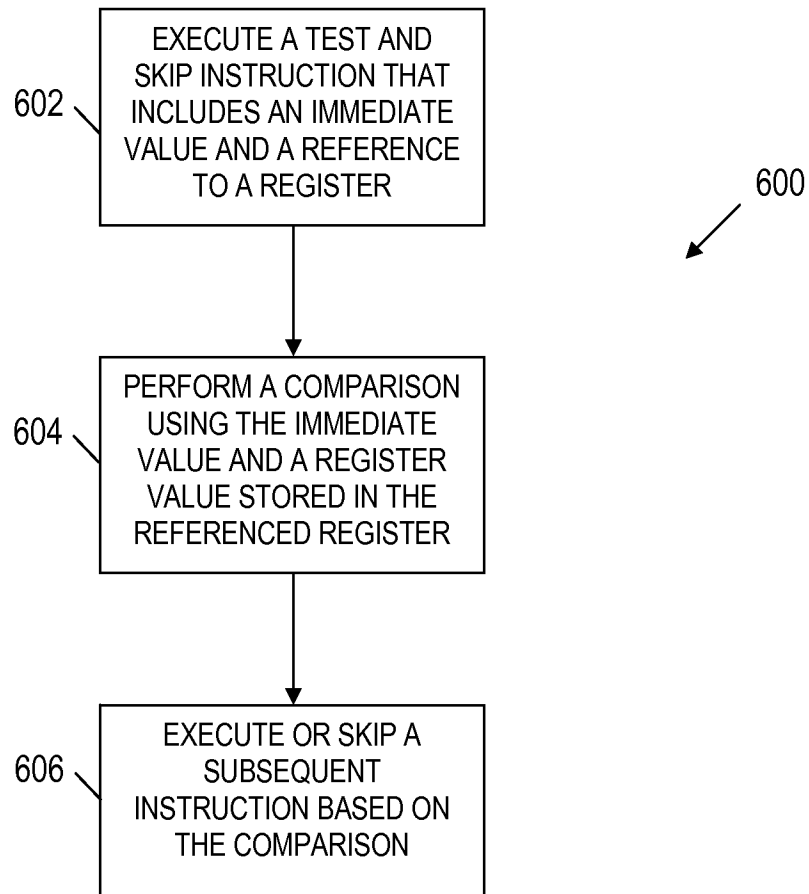 EXECUTE A TEST AND
SKIP INSTRUCTION THAT
INCLUDES AN IMMEDIATE
VALUE AND A REFERENCE
TO A REGISTER
602
600
PERFORM A COMPARISON
USING THE IMMEDIATE
VALUE AND A REGISTER
VALUE STORED IN THE
REFERENCED REGISTER
604
EXECUTE OR SKIP A
SUBSEQUENT
INSTRUCTION BASED ON
THE COMPARISON
606